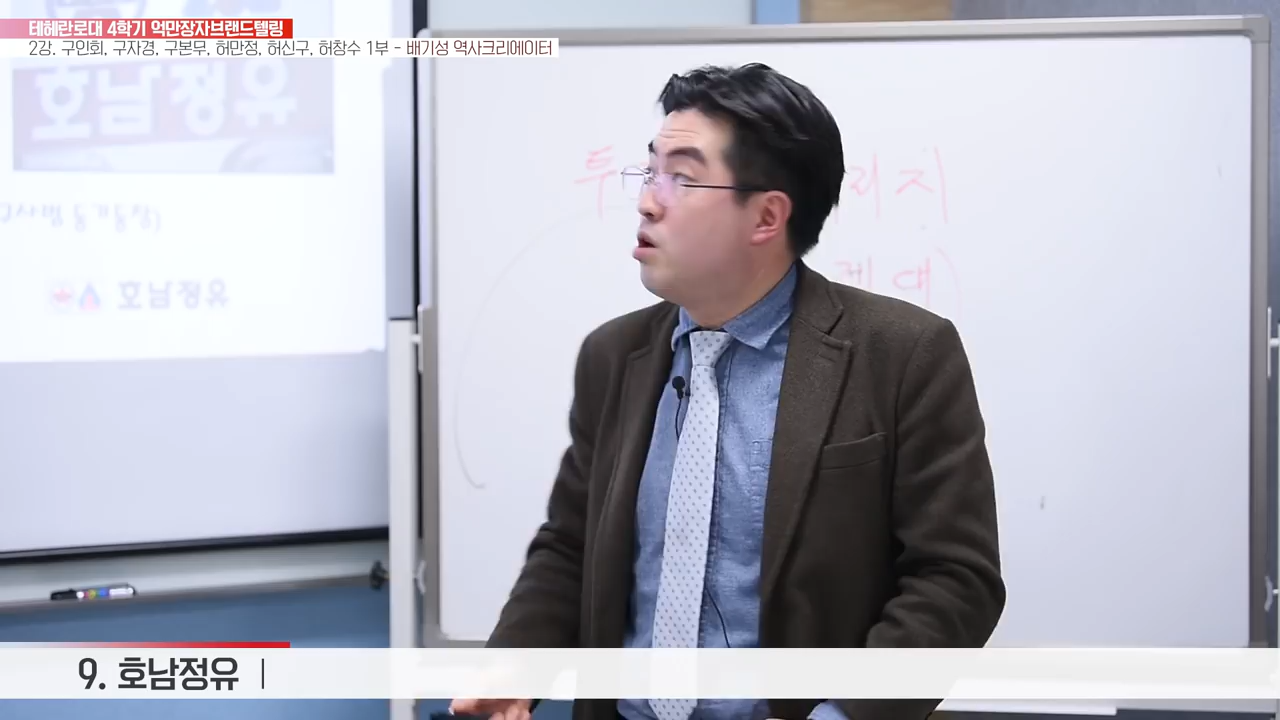 테헤란로대 4학기 억만장자브랜드텔링
2강. 구인회, 구자경, 구본무, 허만정, 허신구, 허창수 1부 - 배기성 역사크리에이터
호남정유
호남정유
9. 호남정유